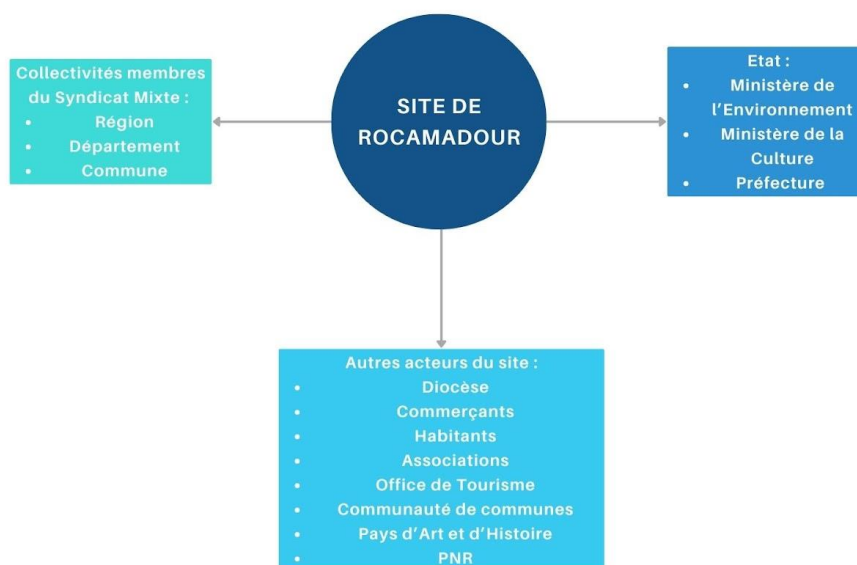 Collectivités membres
du Syndicat Mixte :
• Région
• Département
• Commune
SITE DE
ROCAMADOUR
Etat :
• Ministère de
l'Environnement
• Ministère de la
Culture
• Préfecture
Autres acteurs du site :
• Diocèse
• Commerçants
• Habitants
• Associations
• Office de Tourisme
• Communauté de communes
• Pays d'Art et d'Histoire
• PNR